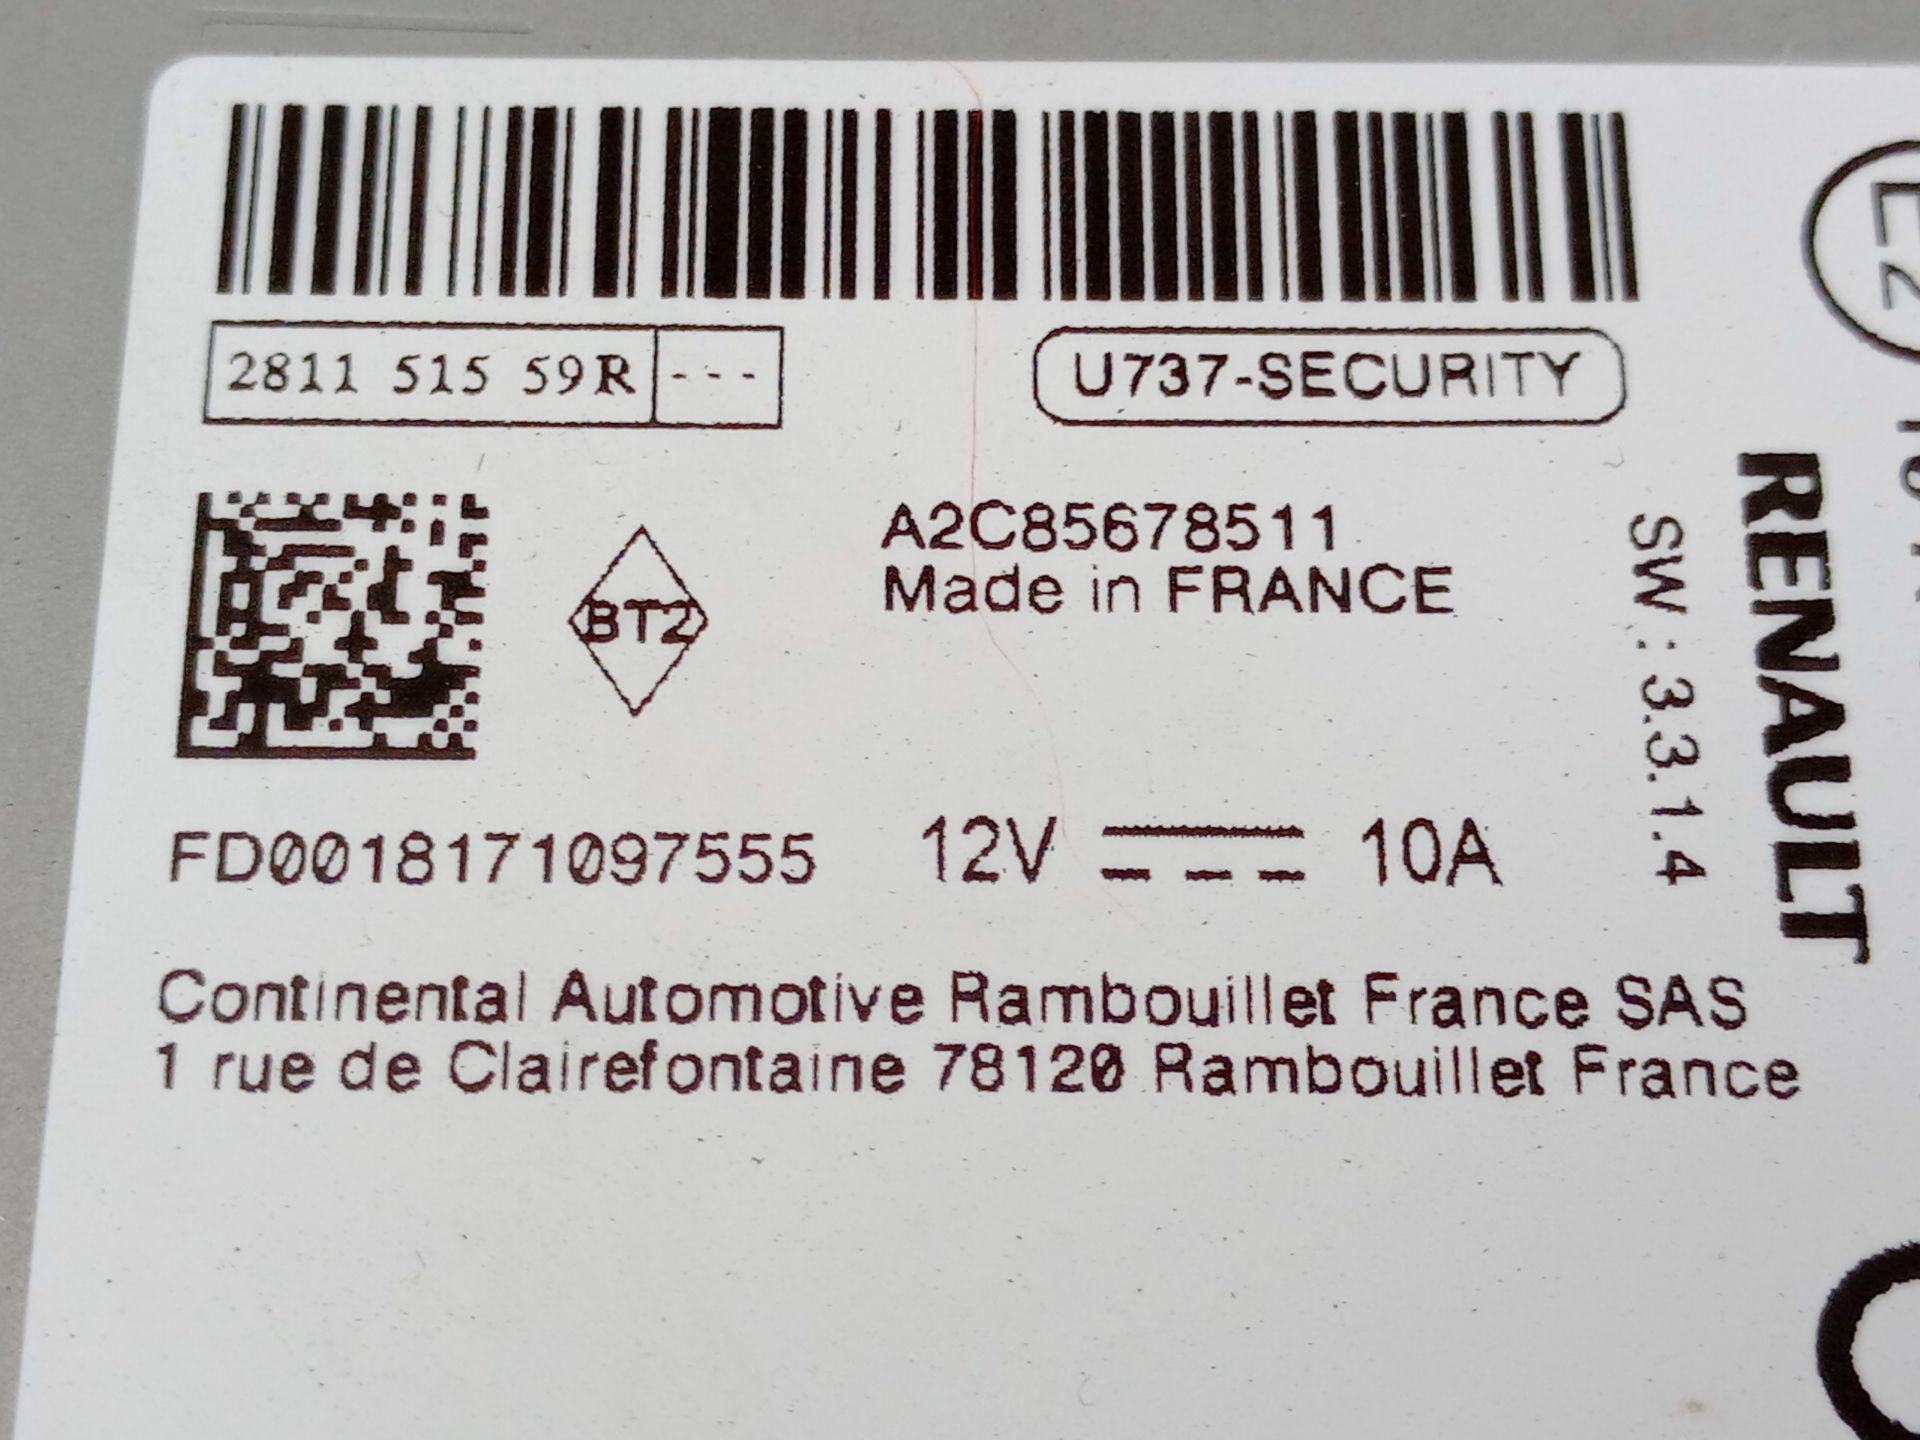 2811 515 59R ---
U737-SECURITY
BT2
A2C85678511
Made in FRANCE
FD0018171097555
12V 10A
SW : 3.3.1.4
RENAULT
E2
Continental Automotive Rambouillet France SAS
1 rue de Clairefontaine 78120 Rambouillet France